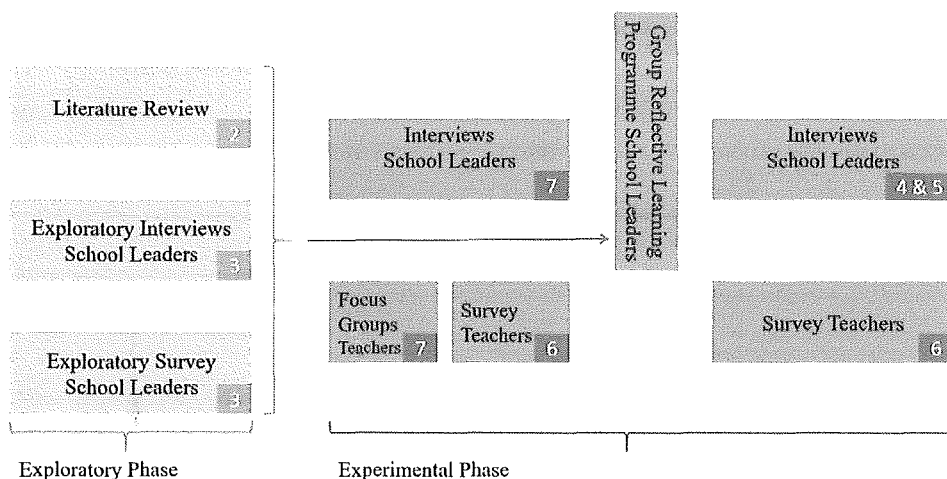 Literature Review
2
Exploratory Interviews
School Leaders
3
Exploratory Survey
School Leaders
3
Exploratory Phase
Interviews
School Leaders
7
Focus
Groups
Teachers
7
Survey
Teachers
6
Group Reflective Learning
Programme School Leaders
Interviews
School Leaders
4 & 5
Survey Teachers
6
Experimental Phase